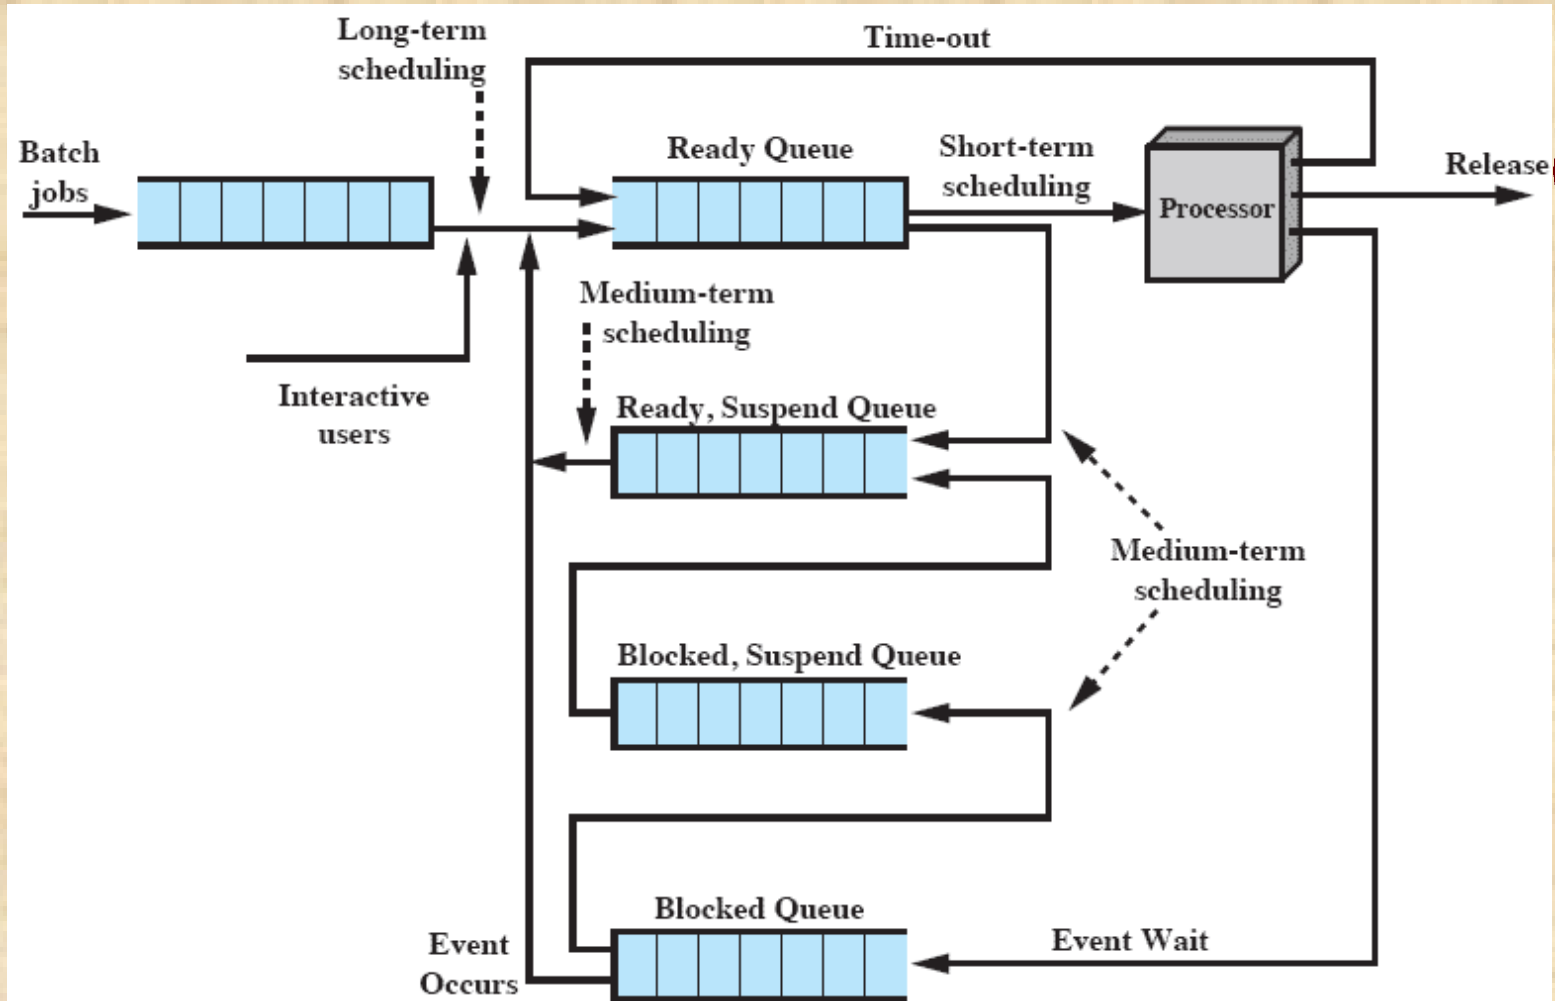 Long-term
scheduling
Time-out
Batch
jobs
Ready Queue
Short-term
scheduling
Processor
Release
Medium-term
scheduling
Interactive
users
Ready, Suspend Queue
Medium-term
scheduling
Blocked, Suspend Queue
Blocked Queue
Event
Occurs
Event Wait